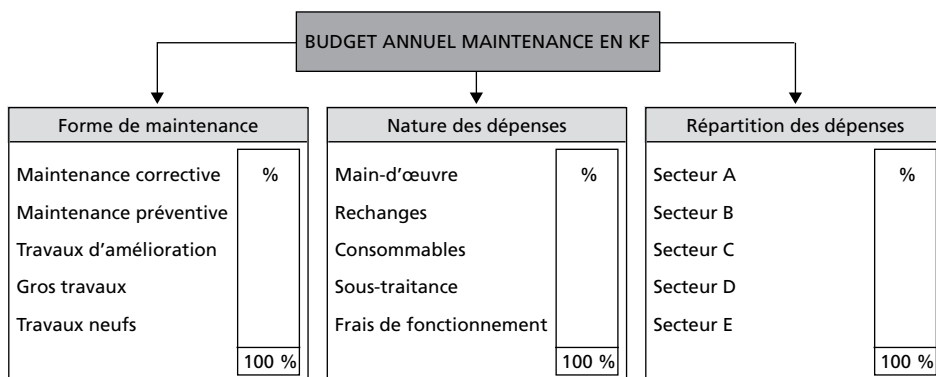 BUDGET ANNUEL MAINTENANCE EN KF
Forme de maintenance
Maintenance corrective %
Maintenance préventive
Travaux d'amélioration
Gros travaux
Travaux neufs
100 %
Nature des dépenses
Main-d'œuvre %
Rechanges
Consommables
Sous-traitance
Frais de fonctionnement
100 %
Répartition des dépenses
Secteur A %
Secteur B
Secteur C
Secteur D
Secteur E
100 %